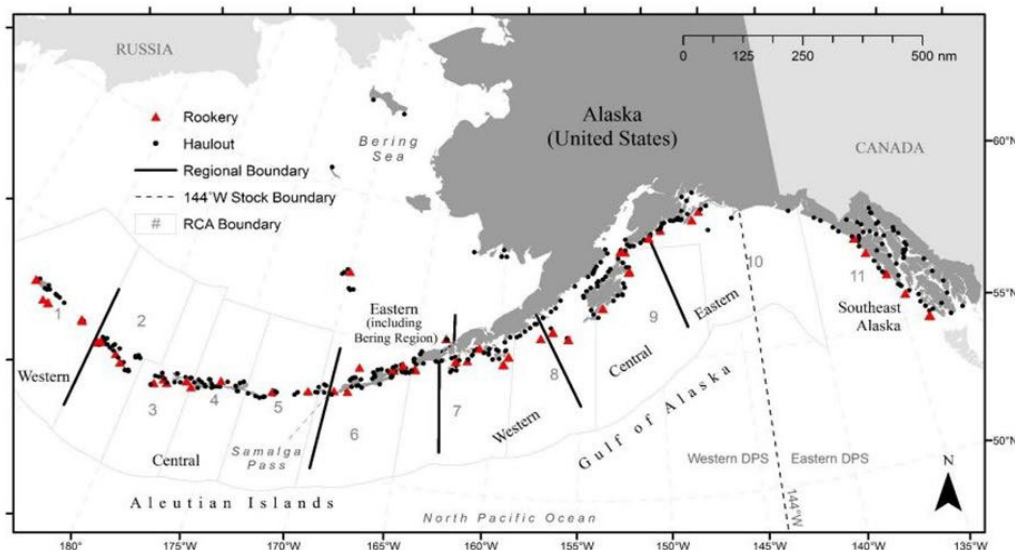 RUSSIA
0 125 250 500 nm
Rookery
Haulout
Regional Boundary
144°W Stock Boundary
# RCA Boundary
Bering
Sea
Alaska
(United States)
CANADA
60°N
55°N
50°N
1
2
3
4
5
6
7
8
9
10
11
Western
Central
Samalga
Pass
Eastern
(including
Bering Region)
Western
Central
Eastern
Southeast
Alaska
Gulf of Alaska
Western DPS
Eastern DPS
144°W
N
Aleutian Islands
North Pacific Ocean
180° 175°W 170°W 165°W 160°W 155°W 150°W 145°W 140°W 135°W